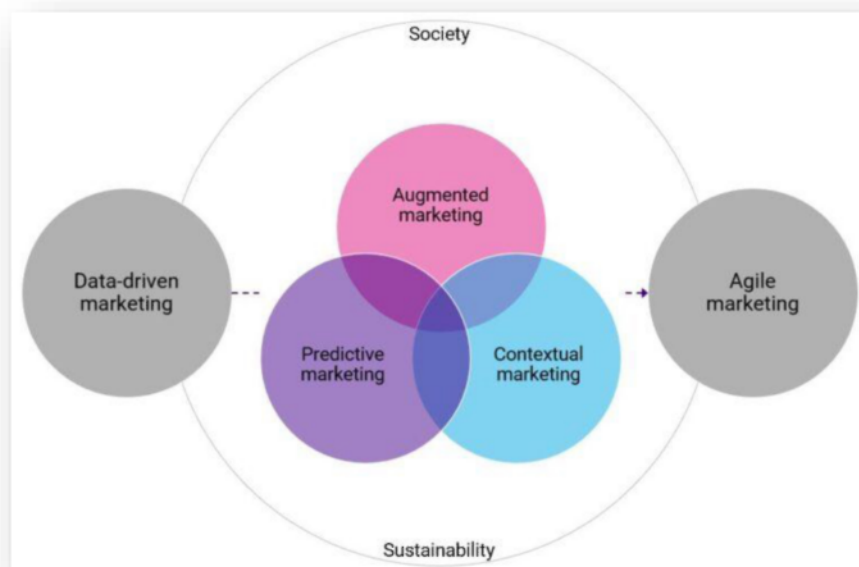 Society
Augmented
marketing
Data-driven
marketing
Agile
marketing
Predictive
marketing
Contextual
marketing
Sustainability